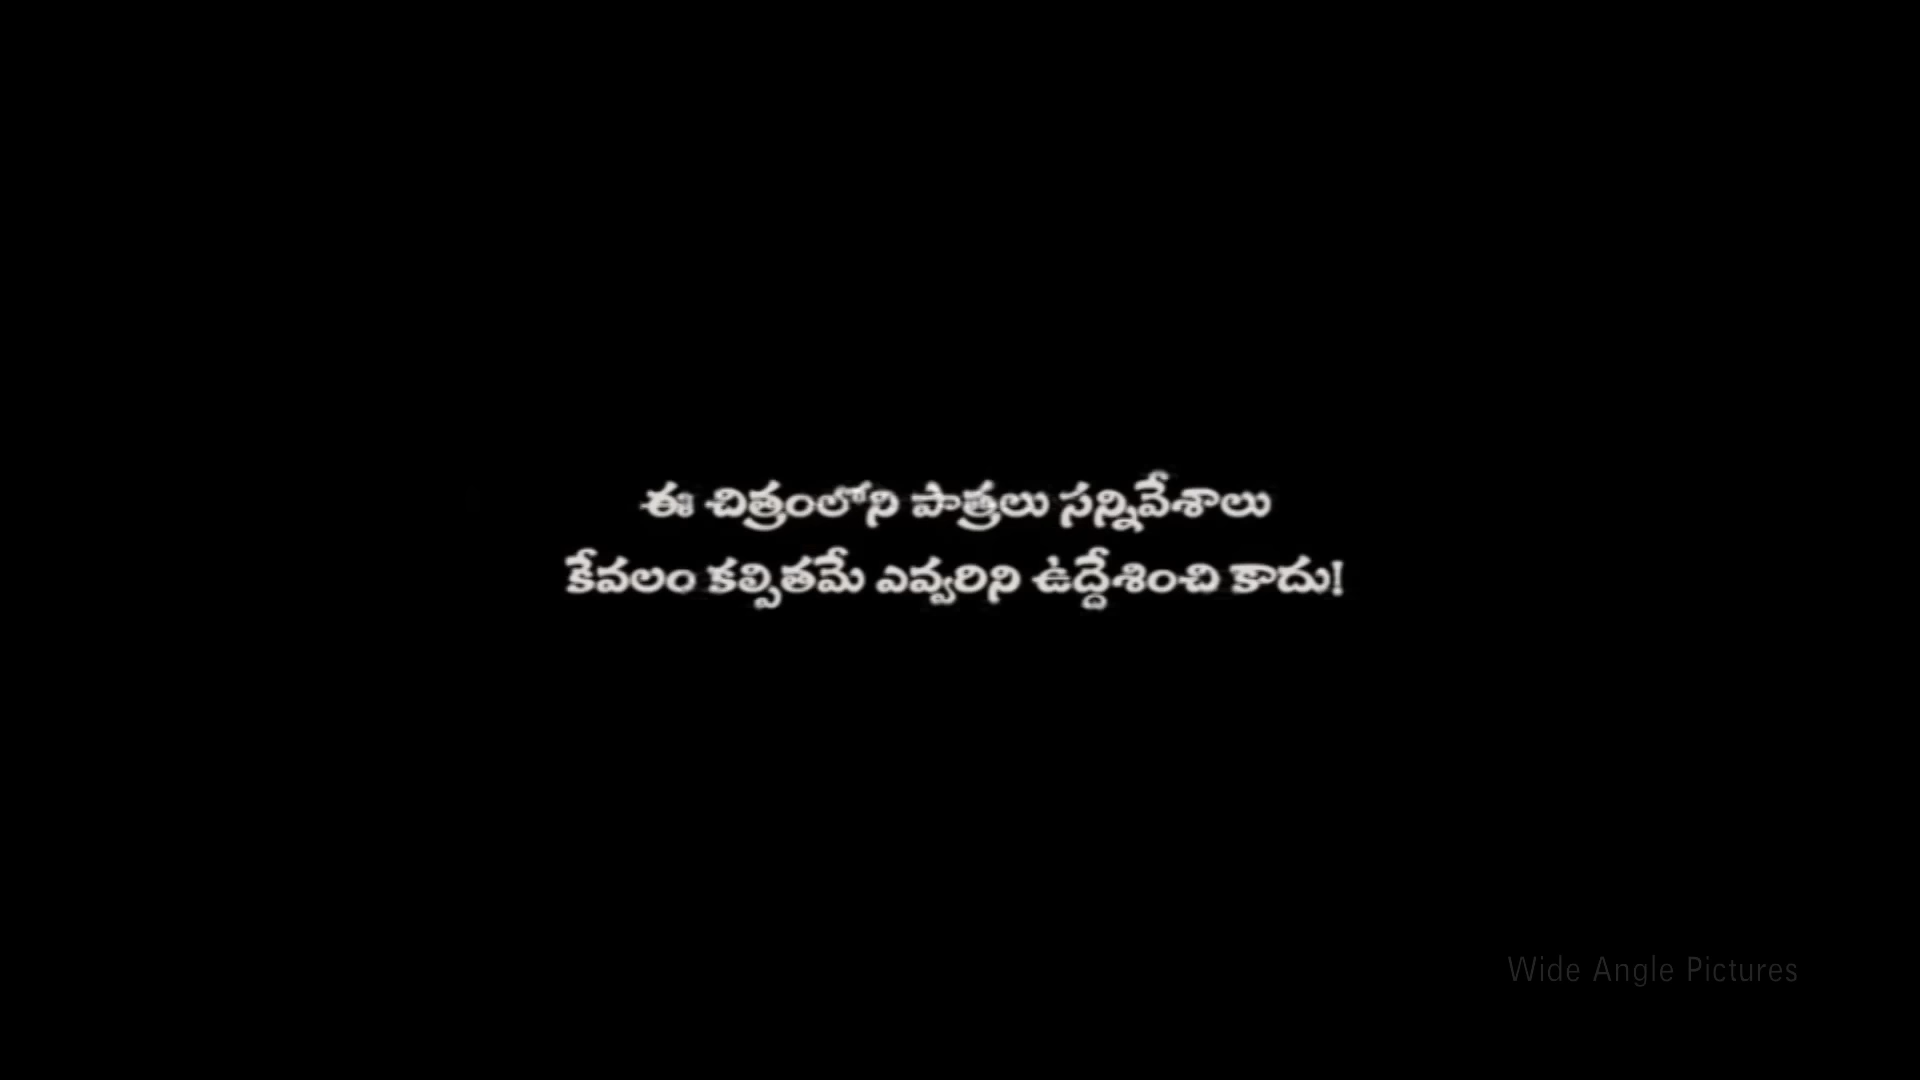 ఈ చిత్రంలోని పాత్రలు సన్నివేశాలు
కేవలం కల్పితమే ఎవ్వరిని ఉద్దేశించి కాదు!
Wide Angle Pictures